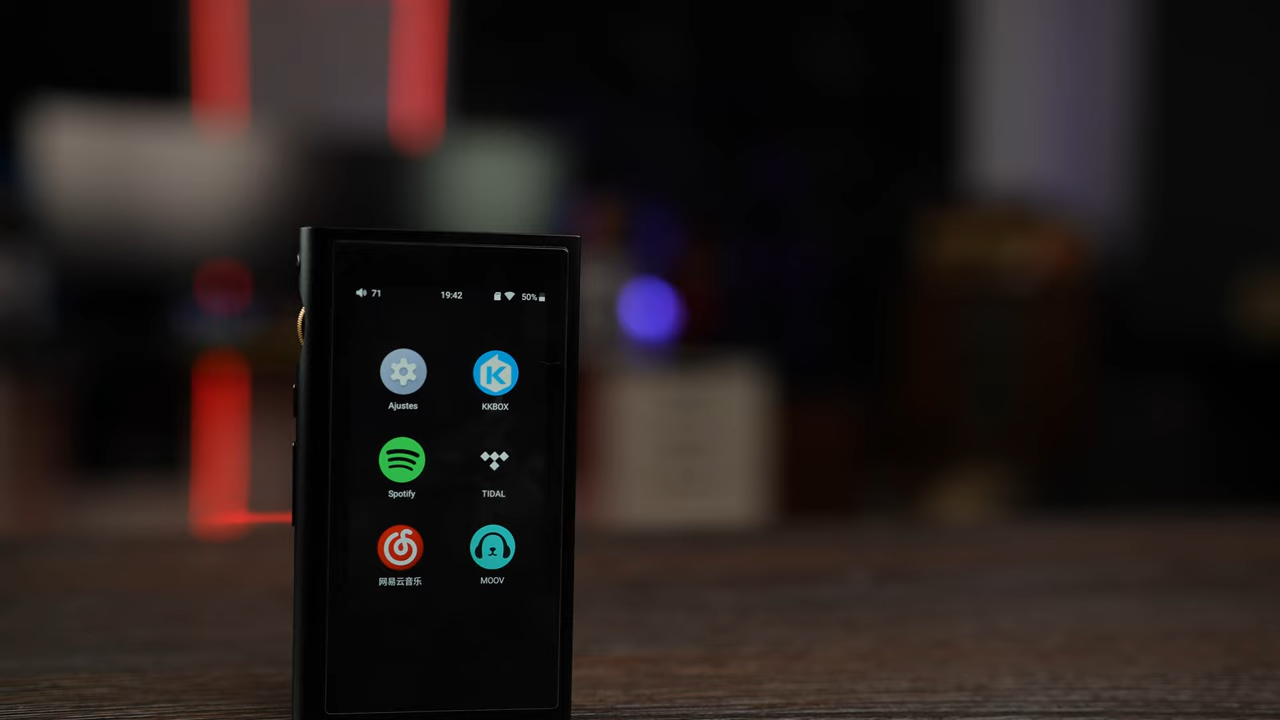 71 19:42 50%
Ajustes KKBOX
Spotify TIDAL
网易云音乐 MOOV